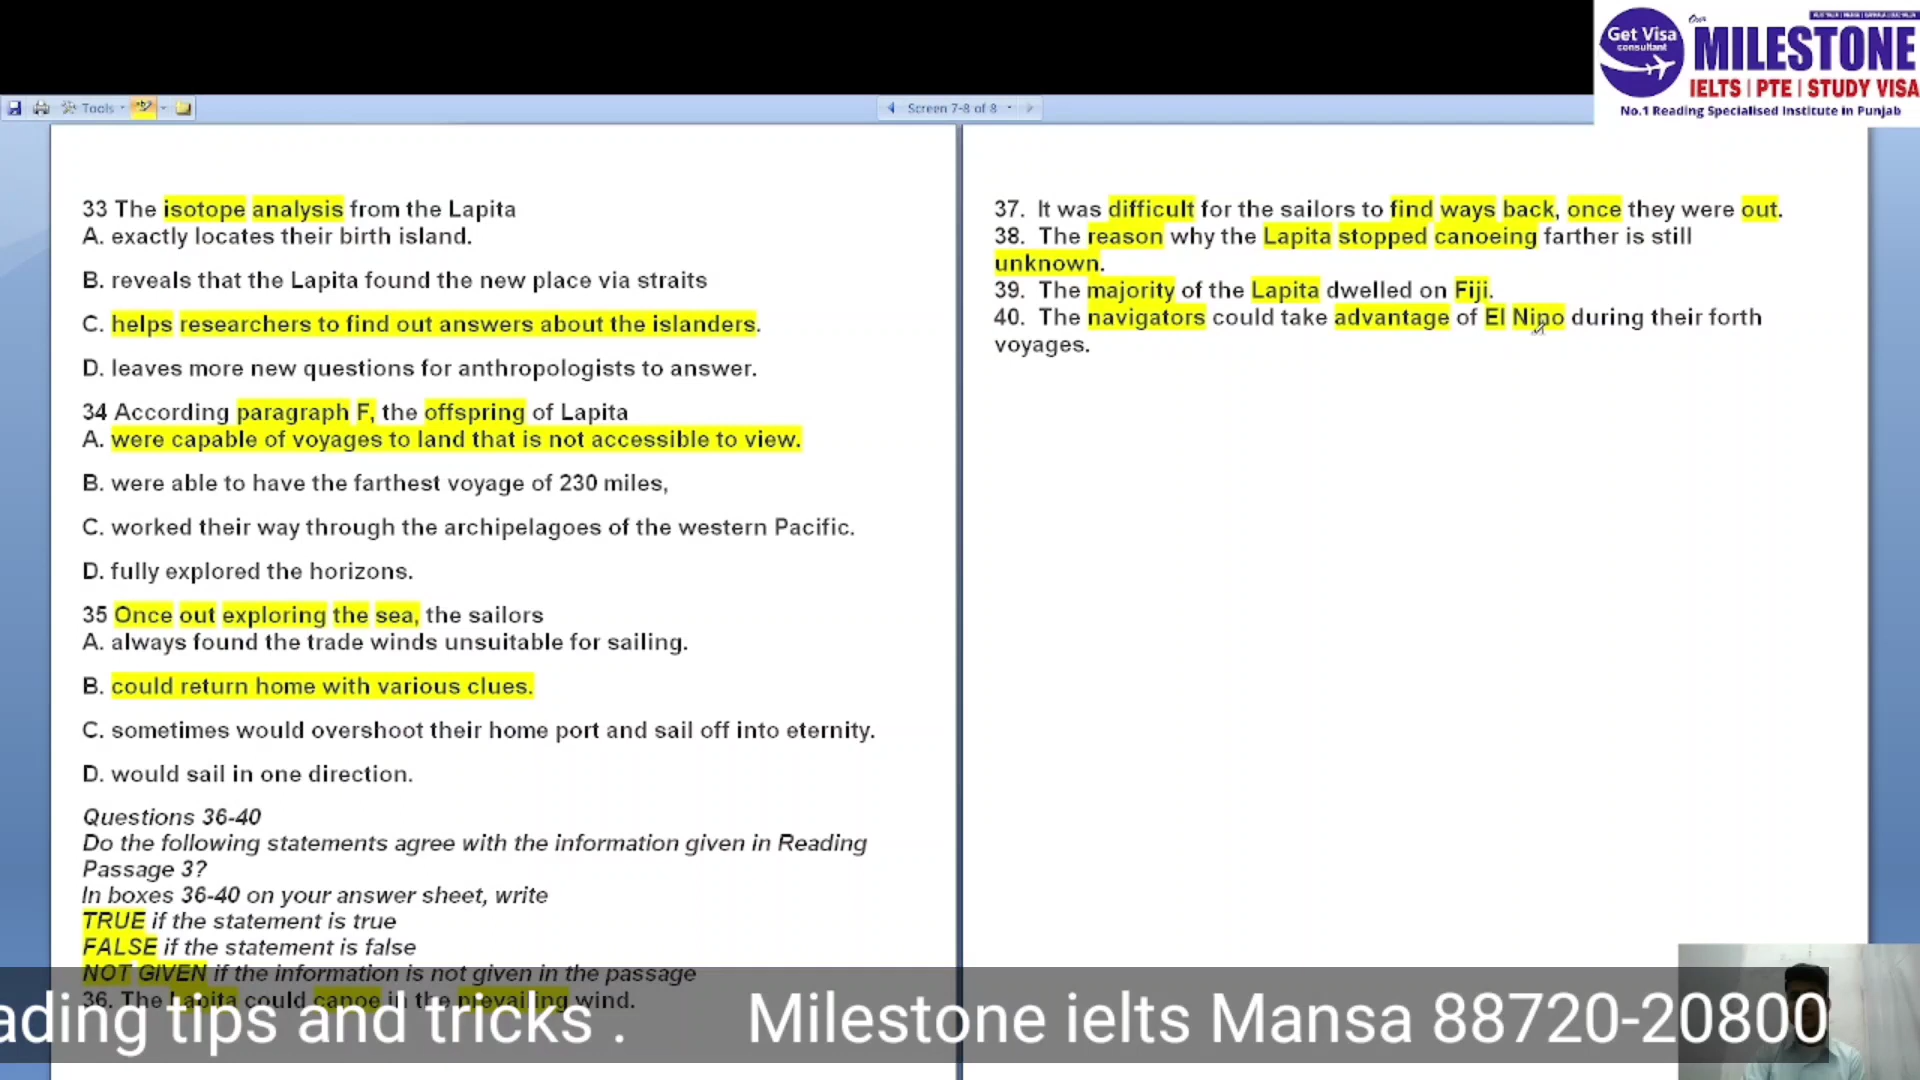 Get Visa
consultant
Our
MILESTONE
IELTS | PTE | STUDY VISA
No.1 Reading Specialised Institute in Punjab
Tools
Screen 7-8 of 8
33 The isotope analysis from the Lapita
A. exactly locates their birth island.
B. reveals that the Lapita found the new place via straits
C. helps researchers to find out answers about the islanders.
D. leaves more new questions for anthropologists to answer.
34 According paragraph F, the offspring of Lapita
A. were capable of voyages to land that is not accessible to view.
B. were able to have the farthest voyage of 230 miles,
C. worked their way through the archipelagoes of the western Pacific.
D. fully explored the horizons.
35 Once out exploring the sea, the sailors
A. always found the trade winds unsuitable for sailing.
B. could return home with various clues.
C. sometimes would overshoot their home port and sail off into eternity.
D. would sail in one direction.
Questions 36-40
Do the following statements agree with the information given in Reading
Passage 3?
In boxes 36-40 on your answer sheet, write
TRUE if the statement is true
FALSE if the statement is false
NOT GIVEN if the information is not given in the passage
36. The Lapita could canoe in the prevailing wind.
37. It was difficult for the sailors to find ways back, once they were out.
38. The reason why the Lapita stopped canoeing farther is still
unknown.
39. The majority of the Lapita dwelled on Fiji.
40. The navigators could take advantage of El Nino during their forth
voyages.
ading tips and tricks . Milestone ielts Mansa 88720-20800